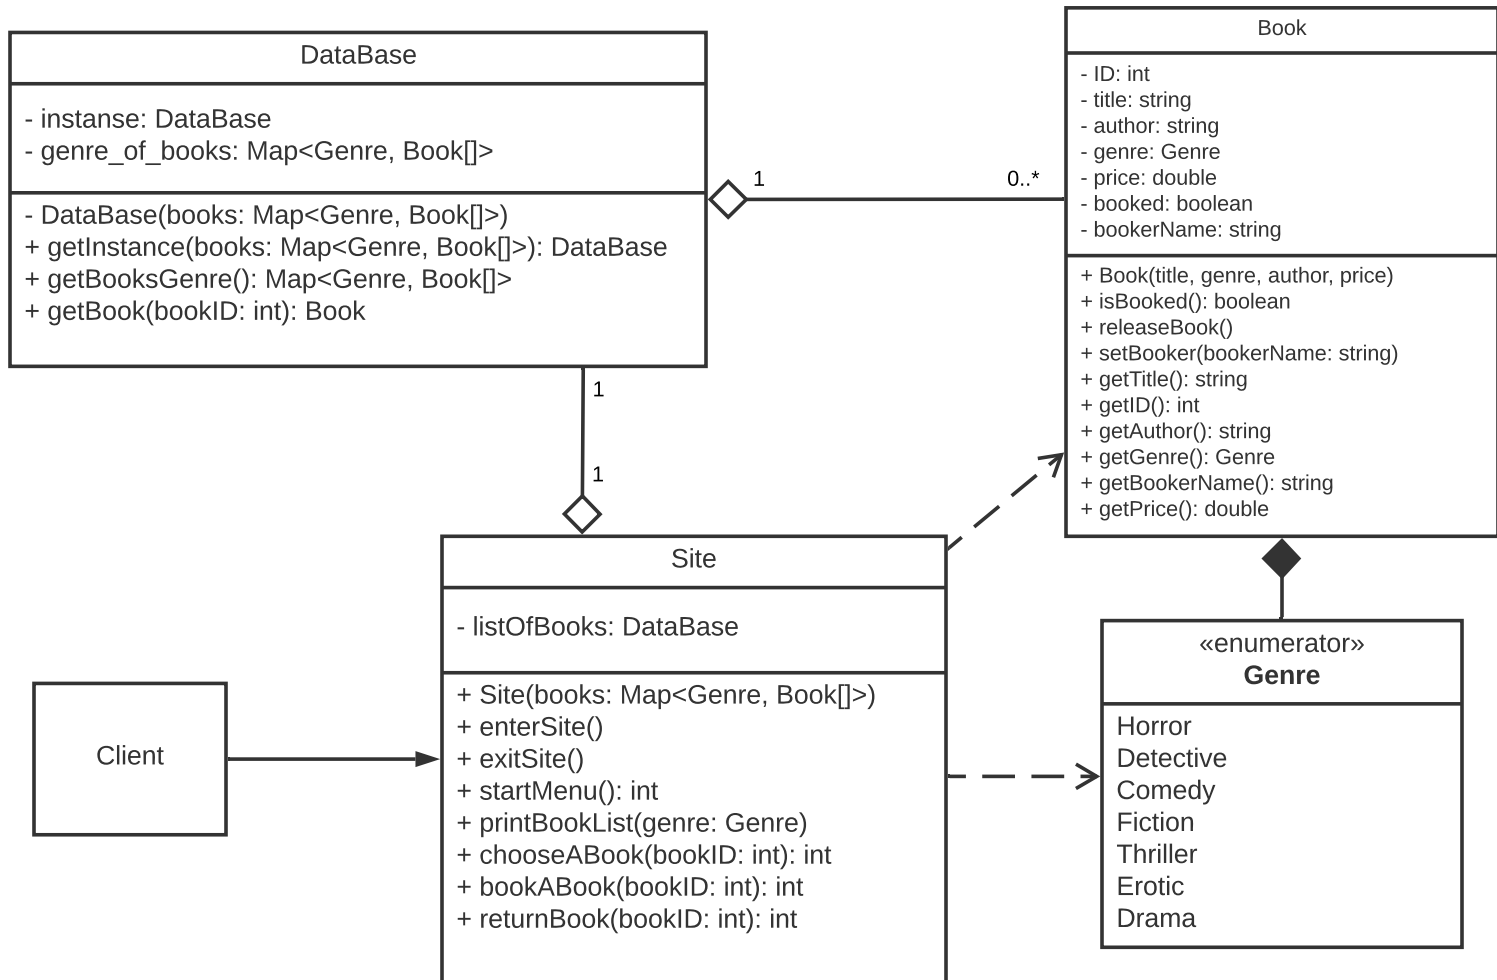 DataBase
- instanse: DataBase
- genre_of_books: Map<Genre, Book[]>
- DataBase(books: Map<Genre, Book[]>)
+ getInstance(books: Map<Genre, Book[]>): DataBase
+ getBooksGenre(): Map<Genre, Book[]>
+ getBook(bookID: int): Book
1
0..*
Book
- ID: int
- title: string
- author: string
- genre: Genre
- price: double
- booked: boolean
- bookerName: string
+ Book(title, genre, author, price)
+ isBooked(): boolean
+ releaseBook()
+ setBooker(bookerName: string)
+ getTitle(): string
+ getID(): int
+ getAuthor(): string
+ getGenre(): Genre
+ getBookerName(): string
+ getPrice(): double
1
1
Site
- listOfBooks: DataBase
+ Site(books: Map<Genre, Book[]>)
+ enterSite()
+ exitSite()
+ startMenu(): int
+ printBookList(genre: Genre)
+ chooseABook(bookID: int): int
+ bookABook(bookID: int): int
+ returnBook(bookID: int): int
Client
«enumerator»
Genre
Horror
Detective
Comedy
Fiction
Thriller
Erotic
Drama